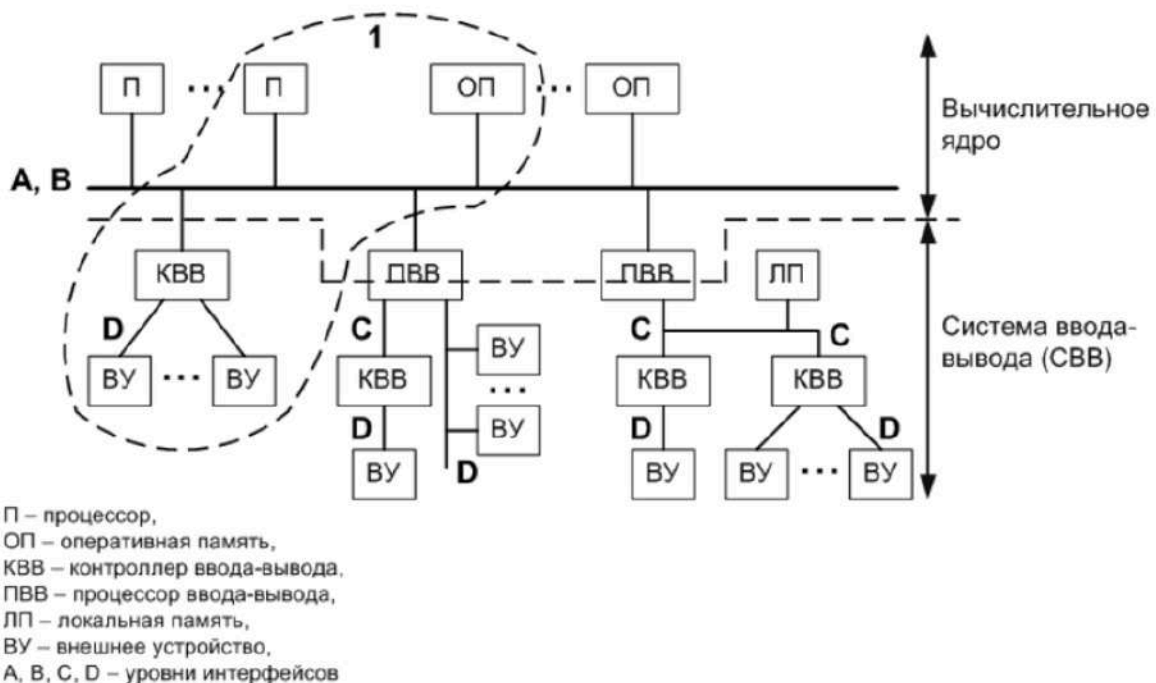 1
П ... П ОП ... ОП
Вычислительное
ядро
A, B
КВВ ПВВ ПВВ ЛП
D C C C
Система ввода-
вывода (СВВ)
ВУ ... ВУ КВВ ВУ КВВ КВВ
...
D ВУ D D
ВУ D ВУ ВУ ... ВУ
П – процессор,
ОП – оперативная память,
КВВ – контроллер ввода-вывода,
ПВВ – процессор ввода-вывода,
ЛП – локальная память,
ВУ – внешнее устройство,
A, B, C, D – уровни интерфейсов